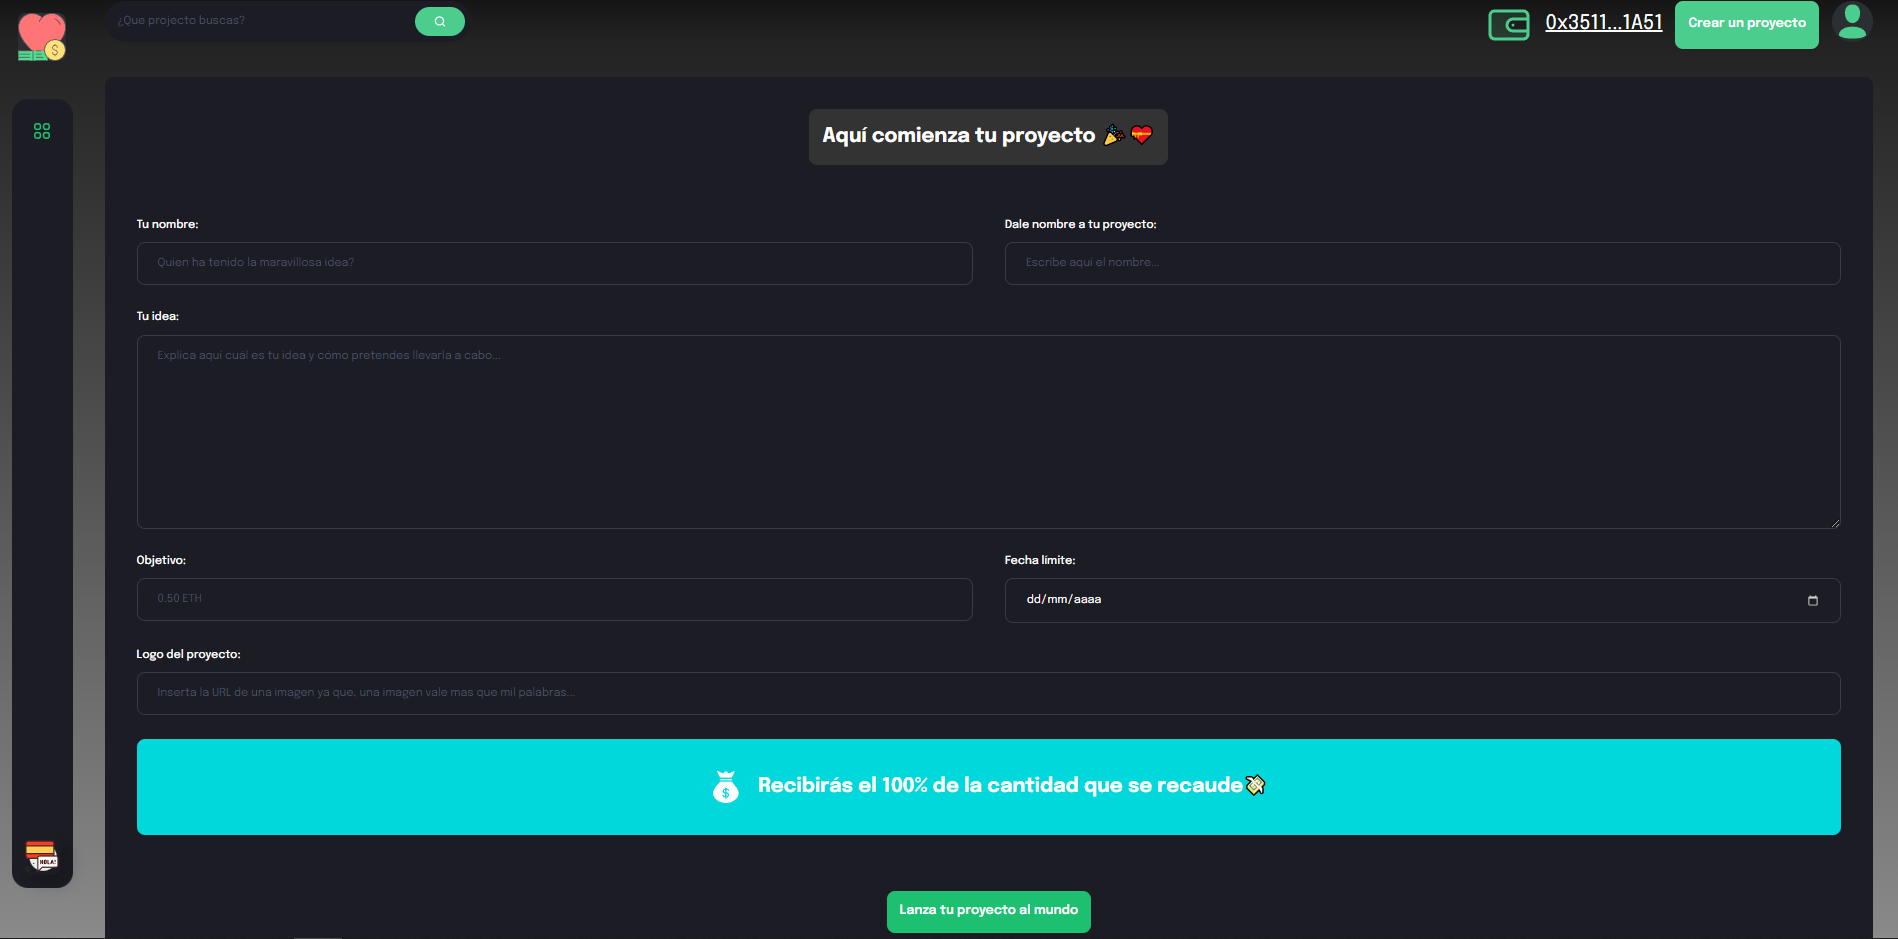 ¿Que projecto buscas?
0x3511...1A51
Crear un proyecto
Aquí comienza tu proyecto 🎉💝
Tu nombre:
Dale nombre a tu proyecto:
Quien ha tenido la maravillosa idea?
Escribe aquí el nombre...
Tu idea:
Explica aquí cuál es tu idea y cómo pretendes llevarla a cabo...
Objetivo:
Fecha límite:
0.50 ETH
dd/mm/aaaa
Logo del proyecto:
Inserta la URL de una imagen ya que, una imagen vale mas que mil palabras...
$ Recibirás el 100% de la cantidad que se recaude💸
HOLA!
Lanza tu proyecto al mundo